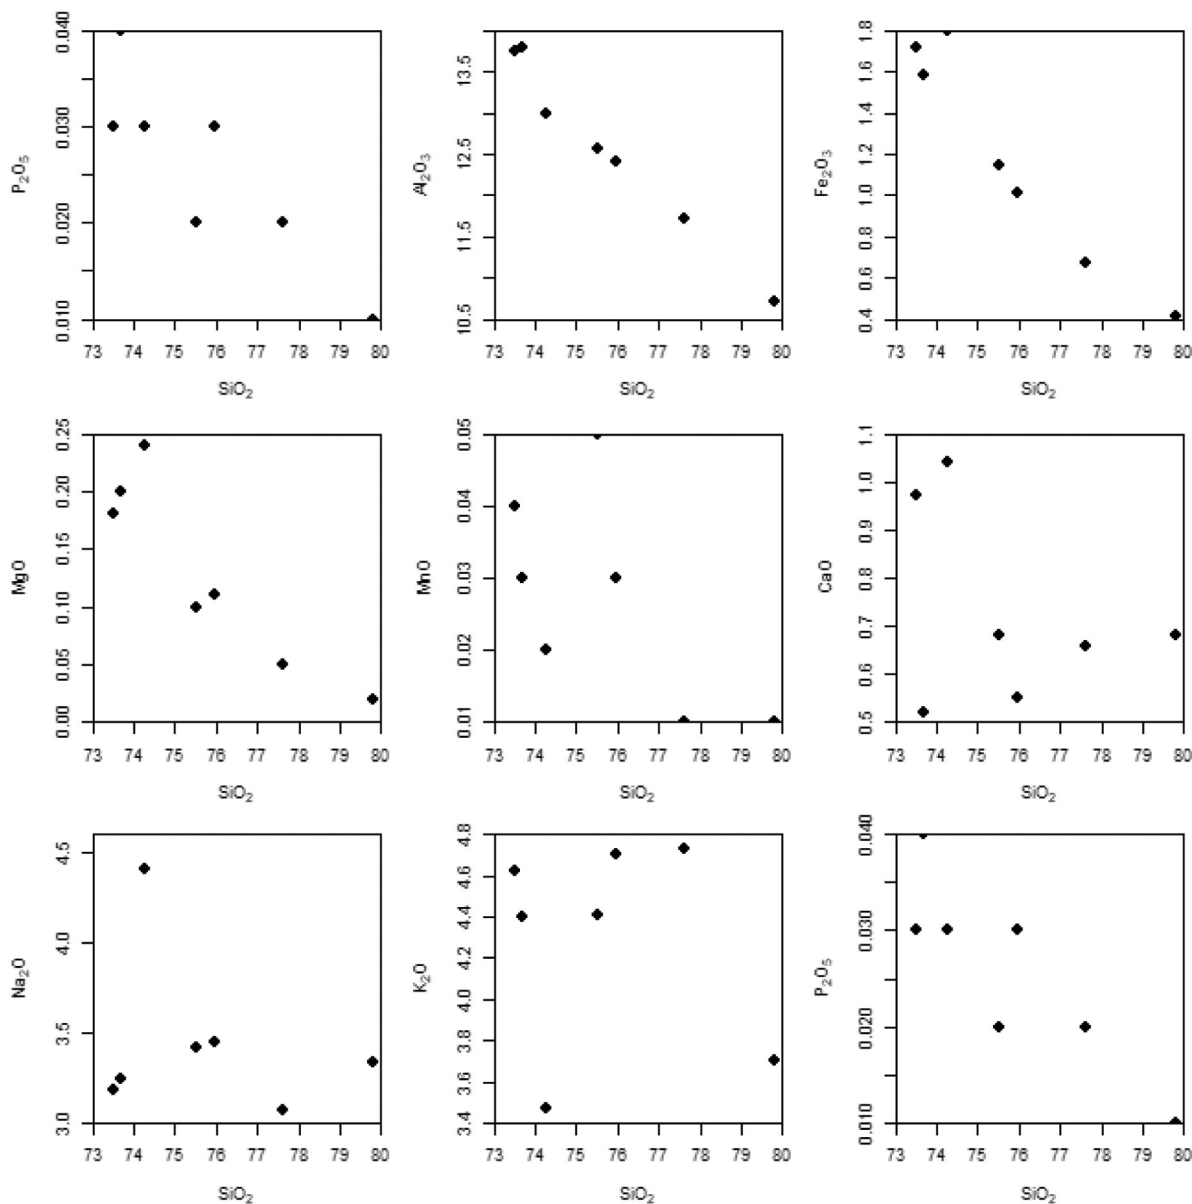 0.040
0.030
0.020
0.010
P₂O₅
73 74 75 76 77 78 79 80
SiO₂
13.5
12.5
11.5
10.5
Al₂O₃
73 74 75 76 77 78 79 80
SiO₂
1.8
1.6
1.4
1.2
1.0
0.8
0.6
0.4
Fe₂O₃
73 74 75 76 77 78 79 80
SiO₂
0.25
0.20
0.15
0.10
0.05
0.00
MgO
73 74 75 76 77 78 79 80
SiO₂
0.05
0.04
0.03
0.02
0.01
MnO
73 74 75 76 77 78 79 80
SiO₂
1.1
1.0
0.9
0.8
0.7
0.6
0.5
CaO
73 74 75 76 77 78 79 80
SiO₂
4.5
4.0
3.5
3.0
Na₂O
73 74 75 76 77 78 79 80
SiO₂
4.8
4.6
4.4
4.2
4.0
3.8
3.6
3.4
K₂O
73 74 75 76 77 78 79 80
SiO₂
0.040
0.030
0.020
0.010
P₂O₅
73 74 75 76 77 78 79 80
SiO₂